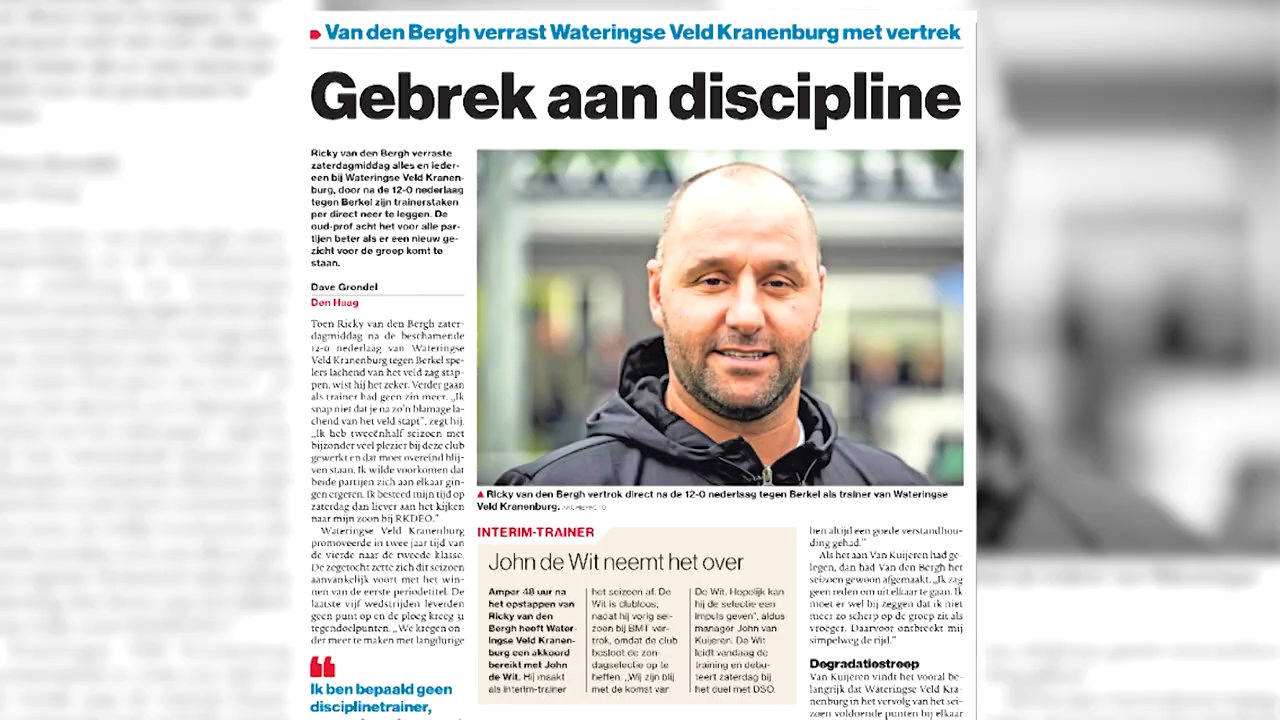 Van den Bergh verrast Wateringse Veld Kranenburg met vertrek
Gebrek aan discipline
Ricky van den Bergh verraste
zaterdagmiddag alles en ieder-
een bij Wateringse Veld Kranen-
burg, door na de 12-0 nederlaag
tegen Berkel zijn trainerstaken
per direct neer te leggen. De
oud-prof acht het voor alle par-
tijen beter als er een nieuw ge-
zicht voor de groep komt te
staan.
Dave Grondel
Den Haag
Toen Ricky van den Bergh zater-
dagmiddag na de beschamende
12-0 nederlaag van Wateringse
Veld Kranenburg tegen Berkel spe-
lers lachend van het veld zag stap-
pen, wist hij het zeker. Verder gaan
als trainer had geen zin meer. „Ik
snap niet dat je na zo'n blamage la-
chend van het veld stapt”, zegt hij.
„Ik heb tweeënhalf seizoen met
bijzonder veel plezier bij deze club
gewerkt en dat moet overeind blij-
ven staan. Ik wilde voorkomen dat
beide partijen zich aan elkaar gin-
gen ergeren. Ik besteed mijn tijd op
zaterdag dan liever aan het kijken
naar mijn zoon bij RKDEO.”
Wateringse Veld Kranenburg
promoveerde in twee jaar tijd van
de vierde naar de tweede klasse.
De zegetocht zette zich dit seizoen
aanvankelijk voort met het win-
nen van de eerste periodetitel. De
laatste vijf wedstrijden leverden
geen punt op en de ploeg kreeg 31
tegendoelpunten. „We kregen on-
der meer te maken met langdurige
Ik ben bepaald geen
disciplinetrainer,
Ricky van den Bergh vertrok direct na de 12-0 nederlaag tegen Berkel als trainer van Wateringse
Veld Kranenburg. ARCHIEFFOTO
INTERIM-TRAINER
John de Wit neemt het over
Amper 48 uur na
het opstappen van
Ricky van den
Bergh heeft Water-
ingse Veld Kranen-
burg een akkoord
bereikt met John
de Wit. Hij maakt
als interim-trainer
het seizoen af. De
Wit is clubloos,
nadat hij vorig sei-
zoen bij BMT ver-
trok, omdat de club
besloot de zon-
dagselectie op te
heffen. „Wij zijn blij
met de komst van
De Wit. Hopelijk kan
hij de selectie een
impuls geven”, aldus
manager John van
Kuijeren. De Wit
leidt vandaag de
training en debu-
teert zaterdag bij
het duel met DSO.
ben altijd een goede verstandhou-
ding gehad.”
Als het aan Van Kuijeren had ge-
legen, dan had Van den Bergh het
seizoen gewoon afgemaakt. „Ik zag
geen reden om uit elkaar te gaan. Ik
moet er wel bij zeggen dat ik niet
meer zo scherp op de groep zit als
vroeger. Daarvoor ontbreekt mij
simpelweg de tijd.”
Degradatiestreep
Van Kuijeren vindt het vooral be-
langrijk dat Wateringse Veld Kra-
nenburg in het vervolg van het sei-
zoen voldoende punten bij elkaar